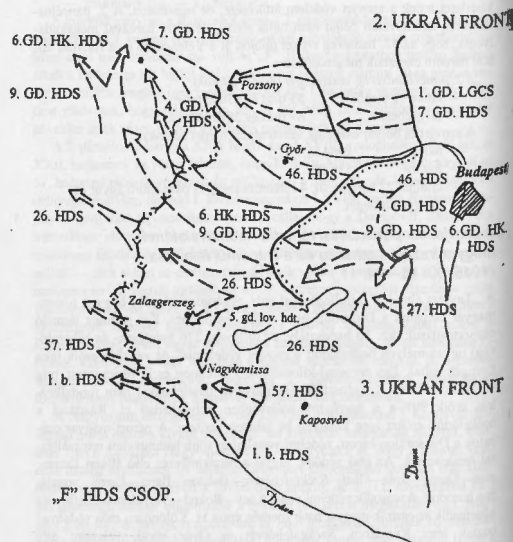 7. GD. HDS
6.GD. HK. HDS
2. UKRÁN FRONT
9. GD. HDS
4. GD. HDS
Pozsony
1. GD. LGCS
7. GD. HDS
Győr
46. HDS
46. HDS
Budapest
4. GD. HDS
26. HDS
6. HK. HDS
9. GD. HDS
9. GD. HDS
6.GD. HK. HDS
26. HDS
Zalaegerszeg
5. gd. lov. hdt.
27. HDS
26. HDS
57. HDS
Nagykanizsa
57. HDS
3. UKRÁN FRONT
1. b. HDS
Kaposvár
1. b. HDS
Duna
„F” HDS CSOP.
Dráva